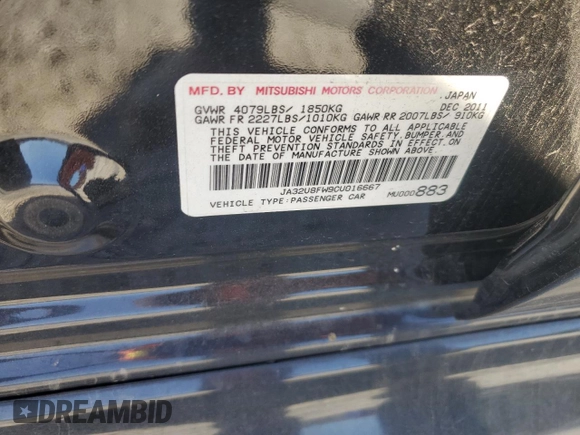 MFD. BY MITSUBISHI MOTORS CORPORATION, JAPAN
GVWR 4079LBS/ 1850KG DEC 2011
GAWR FR 2227LBS/1010KG GAWR RR 2007LBS/ 910KG
THIS VEHICLE CONFORMS TO ALL APPLICABLE
FEDERAL MOTOR VEHICLE SAFETY, BUMPER, AND
THEFT PREVENTION STANDARDS IN EFFECT ON
THE DATE OF MANUFACTURE SHOWN ABOVE.
JA32U8FW9CU016667
VEHICLE TYPE:PASSENGER CAR MU000883
DREAMBID